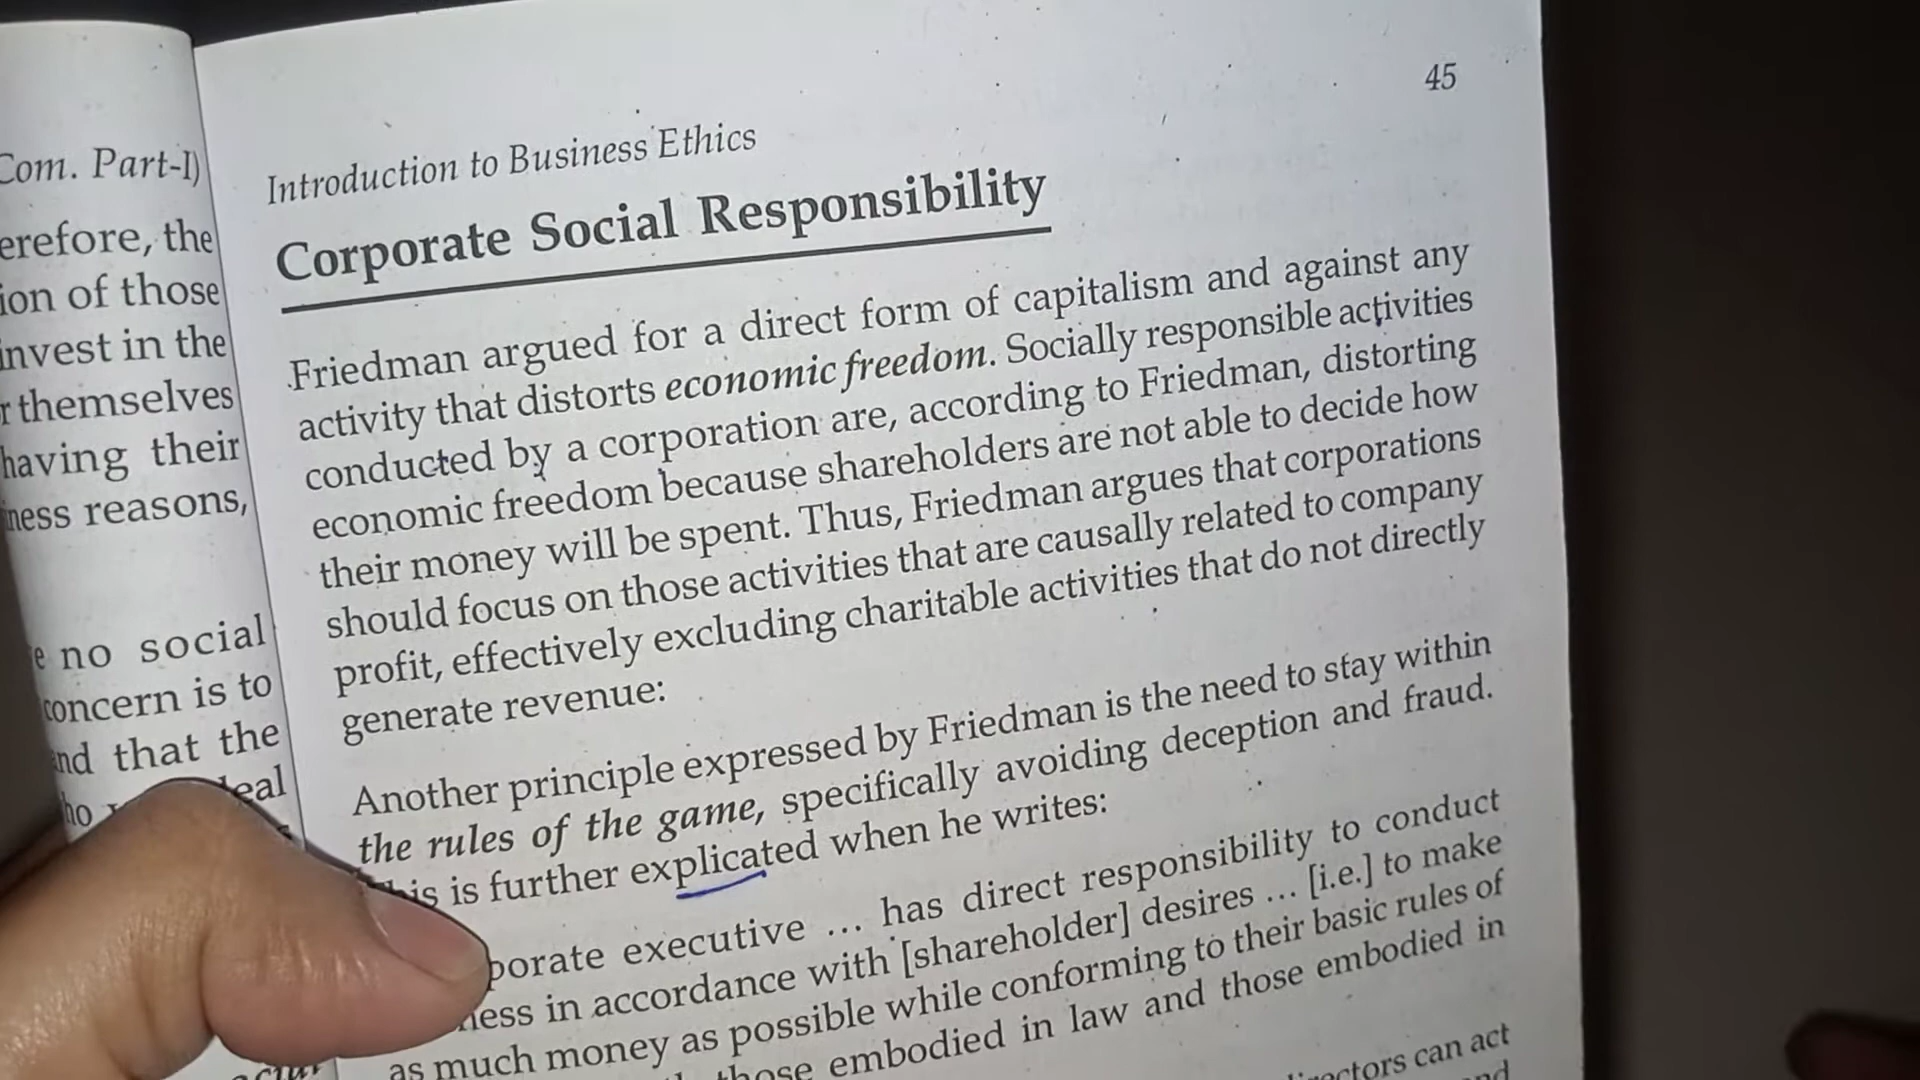 Com. Part-I)
erefore, the
ion of those
invest in the
r themselves
having their
ness reasons,
e no social
concern is to
nd that the
ho
eal
45
Introduction to Business Ethics
Corporate Social Responsibility
Friedman argued for a direct form of capitalism and against any
activity that distorts economic freedom. Socially responsible activities
conducted by a corporation are, according to Friedman, distorting
economic freedom because shareholders are not able to decide how
their money will be spent. Thus, Friedman argues that corporations
should focus on those activities that are causally related to company
profit, effectively excluding charitable activities that do not directly
generate revenue:
Another principle expressed by Friedman is the need to stay within
the rules of the game, specifically avoiding deception and fraud.
his is further explicated when he writes:
porate executive ... has direct responsibility to conduct
ness in accordance with [shareholder] desires ... [i.e.] to make
as much money as possible while conforming to their basic rules of
those embodied in law and those embodied in
directors can act
and